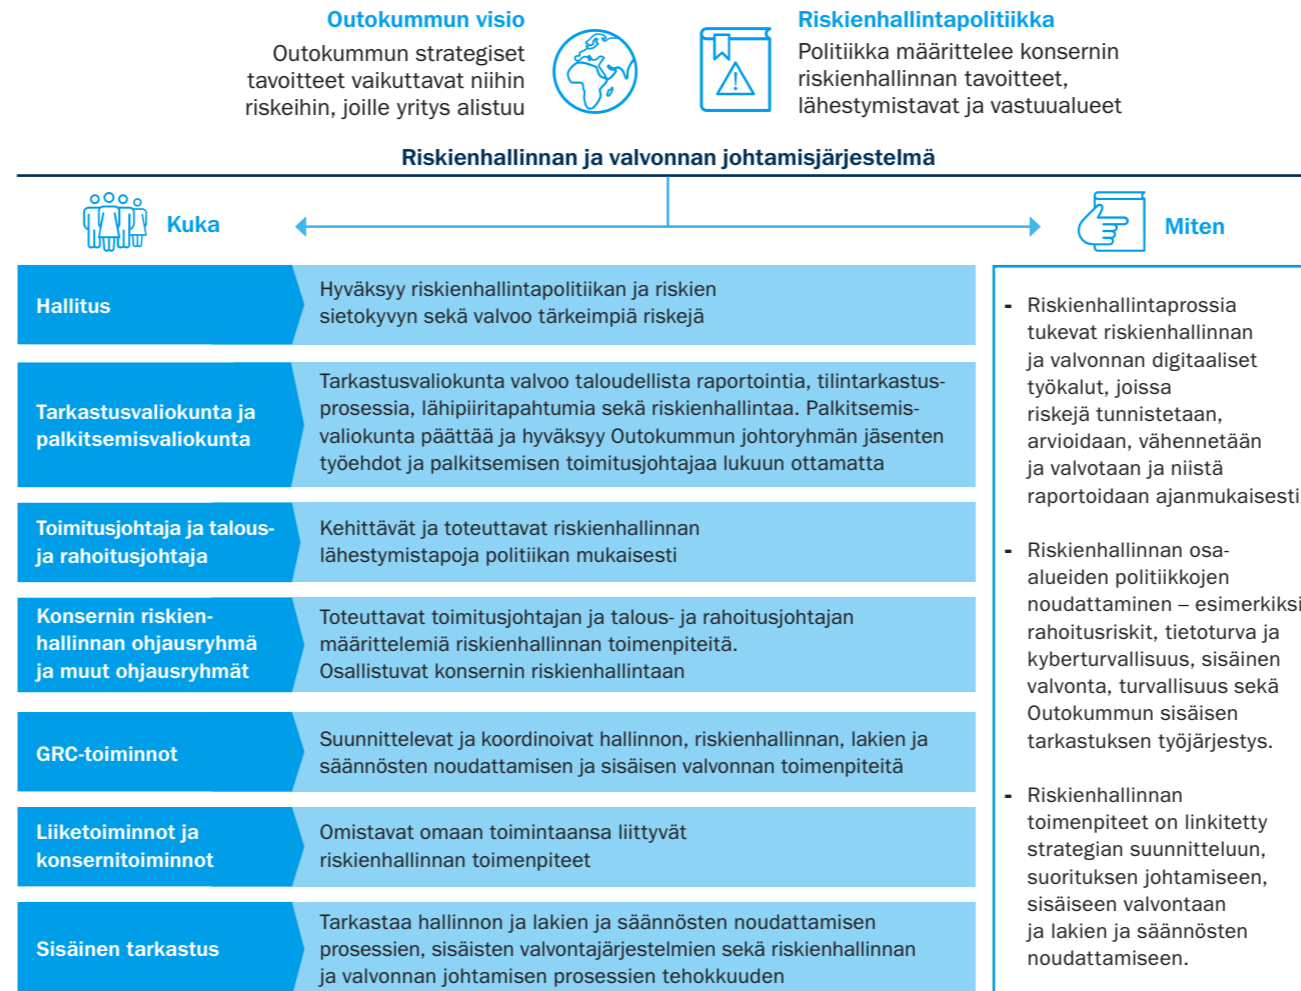 Outokummun visio
Outokummun strategiset
tavoitteet vaikuttavat niihin
riskeihin, joille yritys alistuu
Riskienhallintapolitiikka
Politiikka määrittelee konsernin
riskienhallinnan tavoitteet,
lähestymistavat ja vastuualueet
Riskienhallinnan ja valvonnan johtamisjärjestelmä
Kuka
Miten
Hallitus
Hyväksyy riskienhallintapolitiikan ja riskien
sietokyvyn sekä valvoo tärkeimpiä riskejä
Tarkastusvaliokunta ja
palkitsemisvaliokunta
Tarkastusvaliokunta valvoo taloudellista raportointia, tilintarkastus-
prosessia, lähipiiritapahtumia sekä riskienhallintaa. Palkitsemis-
valiokunta päättää ja hyväksyy Outokummun johtoryhmän jäsenten
työehdot ja palkitsemisen toimitusjohtajaa lukuun ottamatta
Toimitusjohtaja ja talous-
ja rahoitusjohtaja
Kehittävät ja toteuttavat riskienhallinnan
lähestymistapoja politiikan mukaisesti
Konsernin riskien-
hallinnan ohjausryhmä
ja muut ohjausryhmät
Toteuttavat toimitusjohtajan ja talous- ja rahoitusjohtajan
määrittelemiä riskienhallinnan toimenpiteitä.
Osallistuvat konsernin riskienhallintaan
GRC-toiminnot
Suunnittelevat ja koordinoivat hallinnon, riskienhallinnan, lakien ja
säännösten noudattamisen ja sisäisen valvonnan toimenpiteitä
Liiketoiminnot ja
konsernitoiminnot
Omistavat omaan toimintaansa liittyvät
riskienhallinnan toimenpiteet
Sisäinen tarkastus
Tarkastaa hallinnon ja lakien ja säännösten noudattamisen
prosessien, sisäisten valvontajärjestelmien sekä riskienhallinnan
ja valvonnan johtamisen prosessien tehokkuuden
- Riskienhallintaprossia
tukevat riskienhallinnan
ja valvonnan digitaaliset
työkalut, joissa
riskejä tunnistetaan,
arvioidaan, vähennetään
ja valvotaan ja niistä
raportoidaan ajanmukaisesti
- Riskienhallinnan osa-
alueiden politiikkojen
noudattaminen – esimerkiksi
rahoitusriskit, tietoturva ja
kyberturvallisuus, sisäinen
valvonta, turvallisuus sekä
Outokummun sisäisen
tarkastuksen työjärjestys.
- Riskienhallinnan
toimenpiteet on linkitetty
strategian suunnitteluun,
suorituksen johtamiseen,
sisäiseen valvontaan
ja lakien ja säännösten
noudattamiseen.